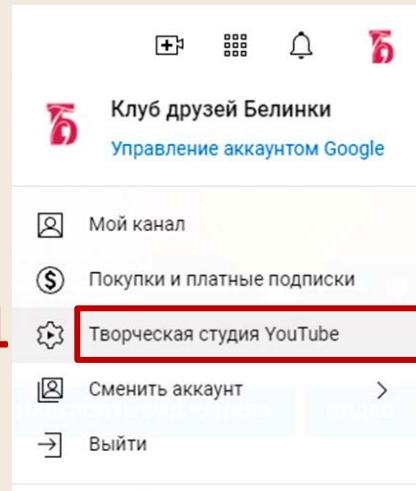 Клуб друзей Белинки
Управление аккаунтом Google
Мой канал
Покупки и платные подписки
Творческая студия YouTube
Сменить аккаунт
Выйти